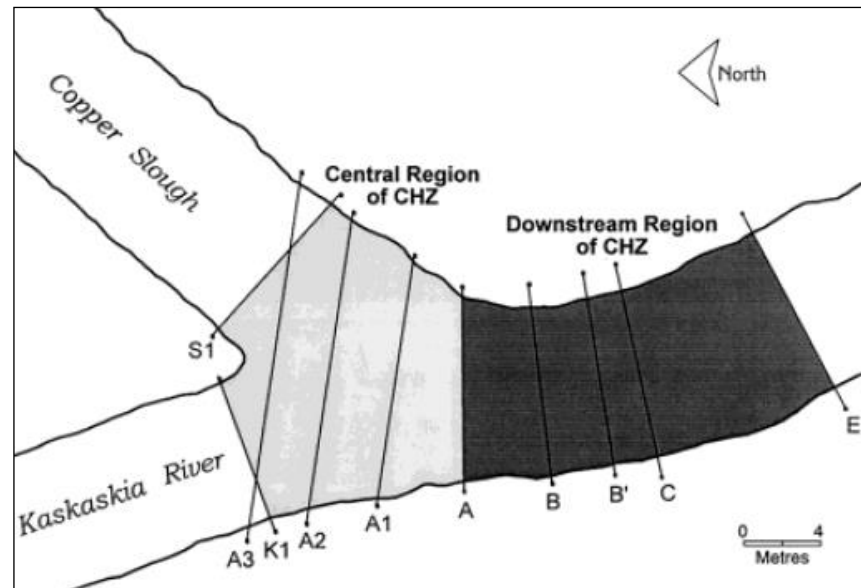 Copper Slough
North
Central Region
of CHZ
Downstream Region
of CHZ
S1
Kaskaskia River
A3
K1
A2
A1
A
B
B'
C
E
0 4
Metres